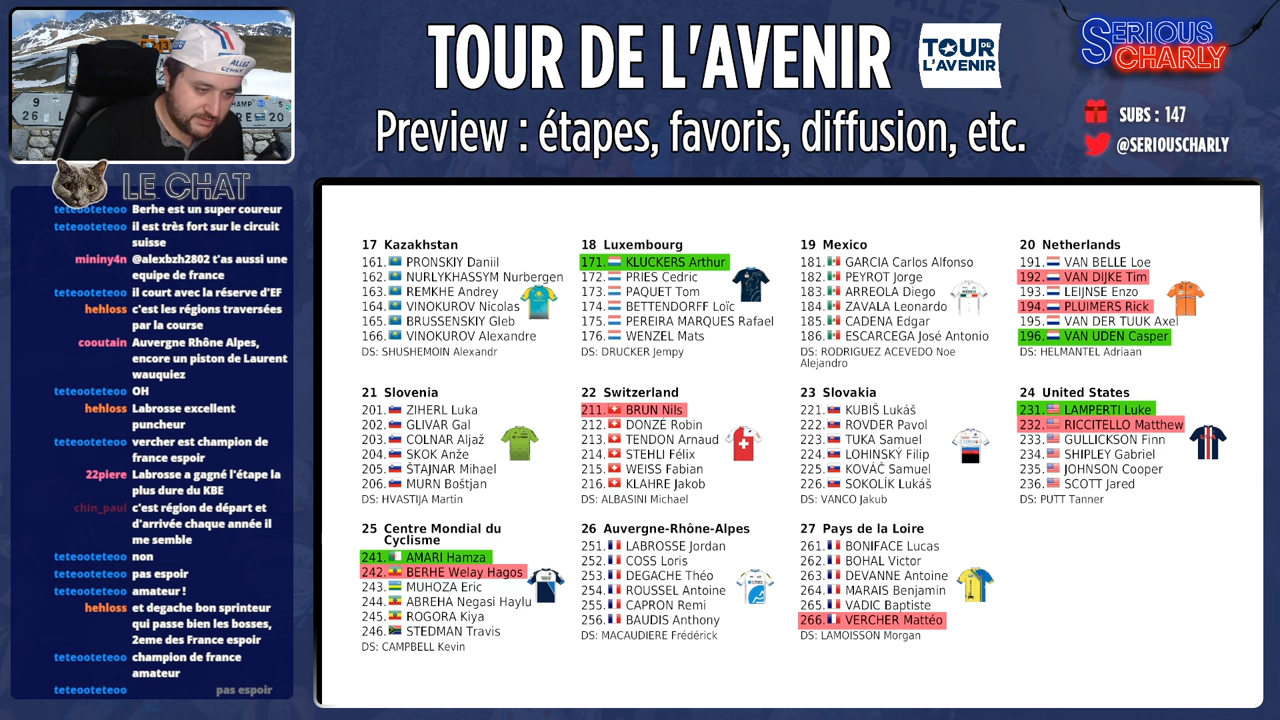 TOUR DE L'AVENIR
TOUR DE L'AVENIR
Preview : étapes, favoris, diffusion, etc.
SERIOUS
CHARLY
SUBS : 147
@SERIOUSCHARLY
ALLEZ
LE CHAT
teteooteteoo Berhe est un super coureur
teteooteteoo il est très fort sur le circuit
suisse
mininy4n @alexbzh2802 t'as aussi une
equipe de france
teteooteteoo il court avec la réserve d'EF
hehloss c'est les régions traversées
par la course
cooutain Auvergne Rhône Alpes,
encore un piston de Laurent
wauquiez
teteooteteoo OH
hehloss Labrosse excellent
puncheur
teteooteteoo vercher est champion de
france espoir
22piere Labrosse a gagné l'étape la
plus dure du KBE
chin_paul c'est région de départ et
d'arrivée chaque année il
me semble
teteooteteoo non
teteooteteoo pas espoir
teteooteteoo amateur !
hehloss et degache bon sprinteur
qui passe bien les bosses,
2eme des France espoir
teteooteteoo champion de france
amateur
teteooteteoo pas espoir
17 Kazakhstan
161. PRONSKIY Daniil
162. NURLYKHASSYM Nurbergen
163. REMKHE Andrey
164. VINOKUROV Nicolas
165. BRUSSENSKIY Gleb
166. VINOKUROV Alexandre
DS: SHUSHEMOIN Alexandr
18 Luxembourg
171. KLUCKERS Arthur
172. PRIES Cedric
173. PAQUET Tom
174. BETTENDORFF Loïc
175. PEREIRA MARQUES Rafael
176. WENZEL Mats
DS: DRUCKER Jempy
19 Mexico
181. GARCIA Carlos Alfonso
182. PEYROT Jorge
183. ARREOLA Diego
184. ZAVALA Leonardo
185. CADENA Edgar
186. ESCARCEGA José Antonio
DS: RODRIGUEZ ACEVEDO Noe
Alejandro
20 Netherlands
191. VAN BELLE Loe
192. VAN DIJKE Tim
193. LEIJNSE Enzo
194. PLUIMERS Rick
195. VAN DER TUUK Axel
196. VAN UDEN Casper
DS: HELMANTEL Adriaan
21 Slovenia
201. ZIHERL Luka
202. GLIVAR Gal
203. COLNAR Aljaž
204. SKOK Anže
205. ŠTAJNAR Mihael
206. MURN Boštjan
DS: HVASTIJA Martin
22 Switzerland
211. BRUN Nils
212. DONZÉ Robin
213. TENDON Arnaud
214. STEHLI Félix
215. WEISS Fabian
216. KLAHRE Jakob
DS: ALBASINI Michael
23 Slovakia
221. KUBIŠ Lukáš
222. ROVDER Pavol
223. TUKA Samuel
224. LOHINSKÝ Filip
225. KOVÁČ Samuel
226. SOKOLÍK Lukáš
DS: VANCO Jakub
24 United States
231. LAMPERTI Luke
232. RICCITELLO Matthew
233. GULLICKSON Finn
234. SHIPLEY Gabriel
235. JOHNSON Cooper
236. SCOTT Jared
DS: PUTT Tanner
25 Centre Mondial du
Cyclisme
241. AMARI Hamza
242. BERHE Welay Hagos
243. MUHOZA Eric
244. ABREHA Negasi Haylu
245. ROGORA Kiya
246. STEDMAN Travis
DS: CAMPBELL Kevin
26 Auvergne-Rhône-Alpes
251. LABROSSE Jordan
252. COSS Loris
253. DEGACHE Théo
254. ROUSSEL Antoine
255. CAPRON Remi
256. BAUDIS Anthony
DS: MACAUDIERE Frédérick
27 Pays de la Loire
261. BONIFACE Lucas
262. BOHAL Victor
263. DEVANNE Antoine
264. MARAIS Benjamin
265. VADIC Baptiste
266. VERCHER Mattéo
DS: LAMOISSON Morgan